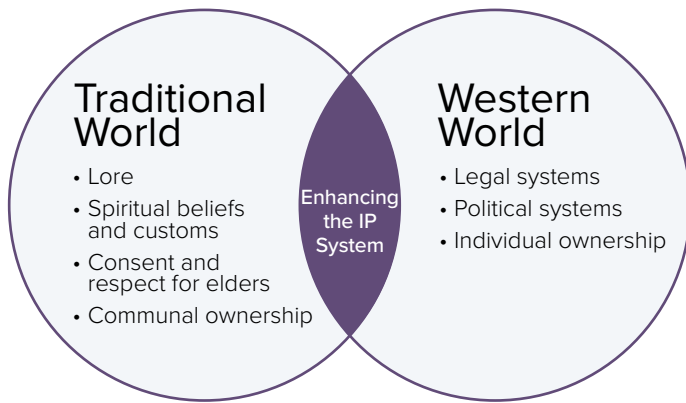 Traditional
World
• Lore
• Spiritual beliefs
and customs
• Consent and
respect for elders
• Communal ownership
Enhancing
the IP
System
Western
World
• Legal systems
• Political systems
• Individual ownership